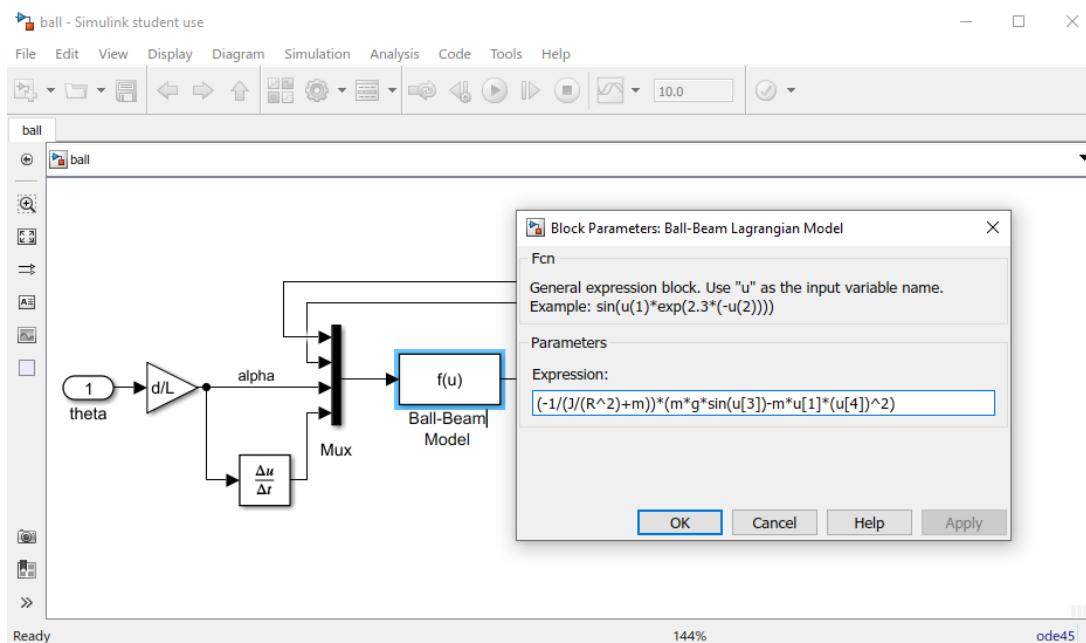 ball - Simulink student use
File Edit View Display Diagram Simulation Analysis Code Tools Help
10.0
ball
ball
Block Parameters: Ball-Beam Lagrangian Model
Fcn
General expression block. Use "u" as the input variable name.
Example: sin(u(1)*exp(2.3*(-u(2))))
Parameters
Expression:
(-1/(J/(R^2)+m))*(m*g*sin(u[3])-m*u[1]*(u[4])^2)
OK Cancel Help Apply
1
theta
d/L
alpha
Δu
Δt
Mux
f(u)
Ball-Beam
Model
Ready 144% ode45